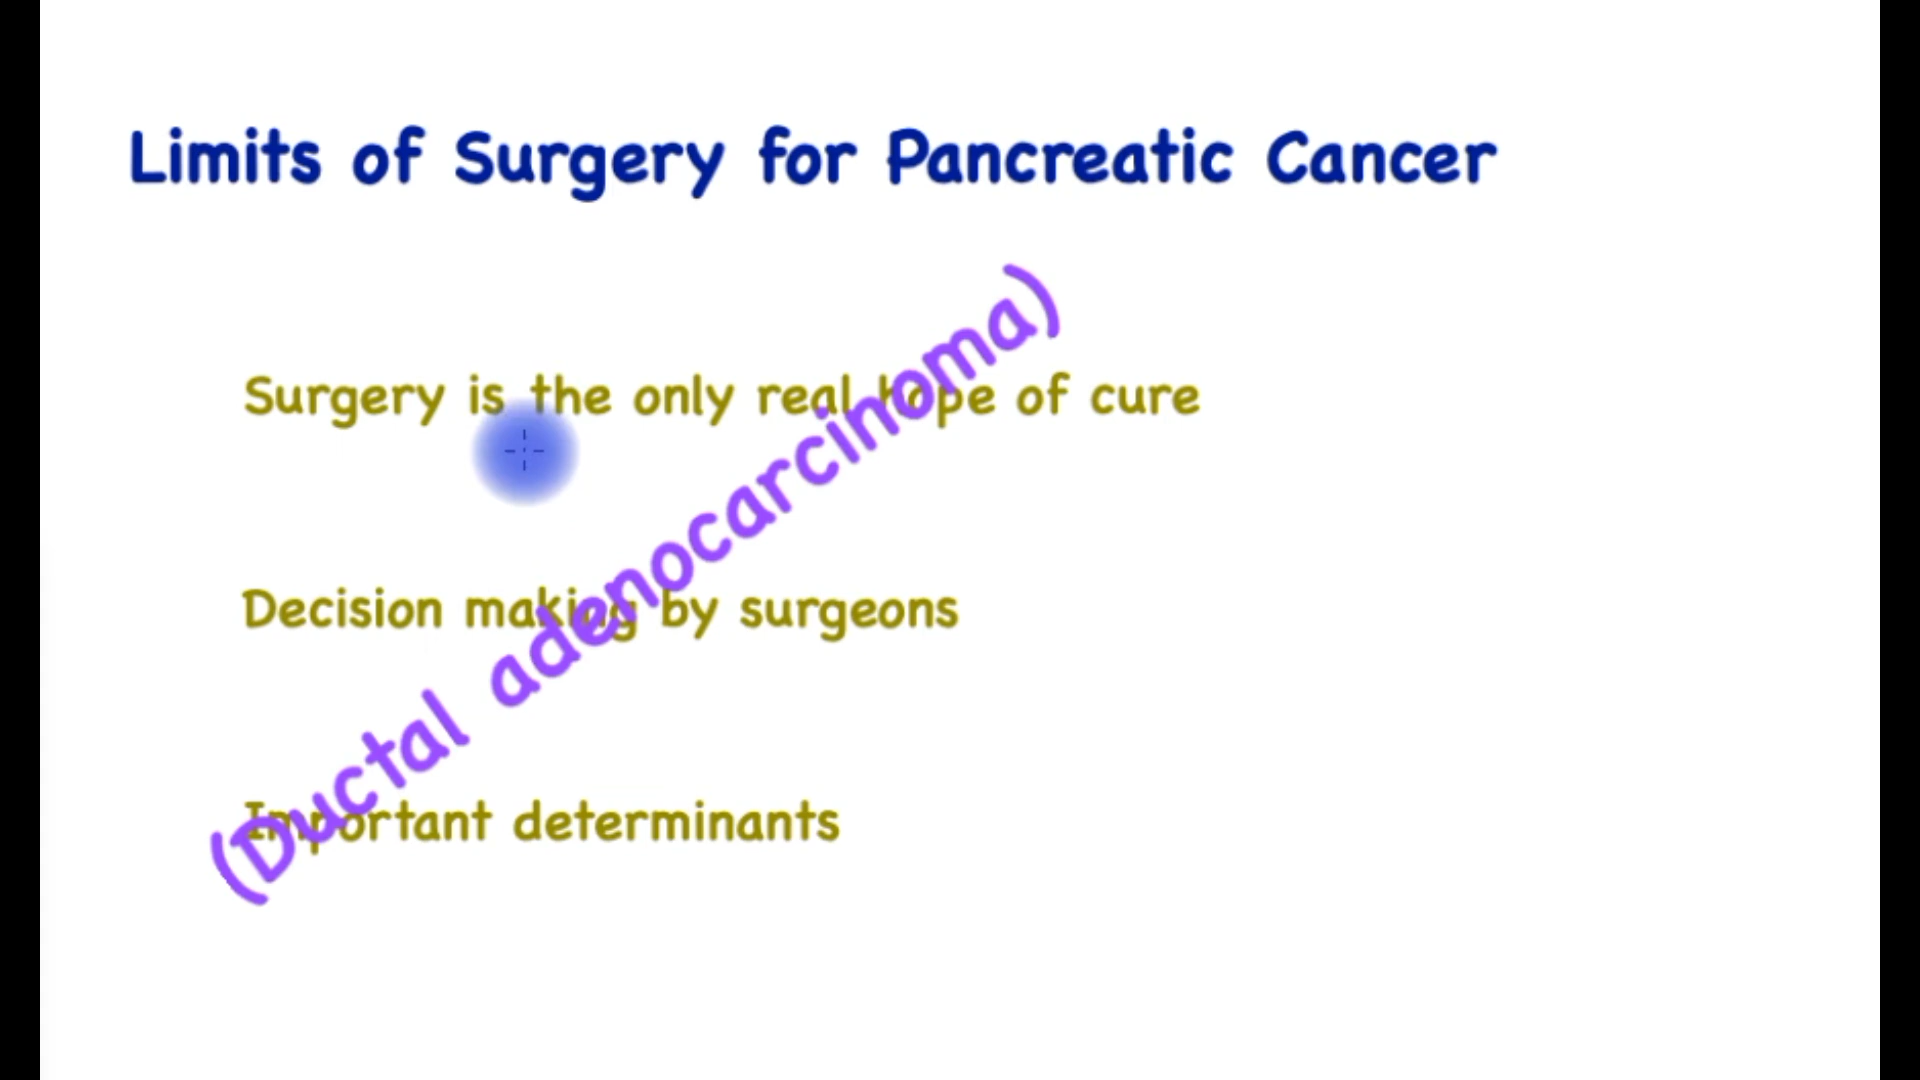 Limits of Surgery for Pancreatic Cancer
Surgery is the only real hope of cure
Decision making by surgeons
Important determinants
(Ductal adenocarcinoma)